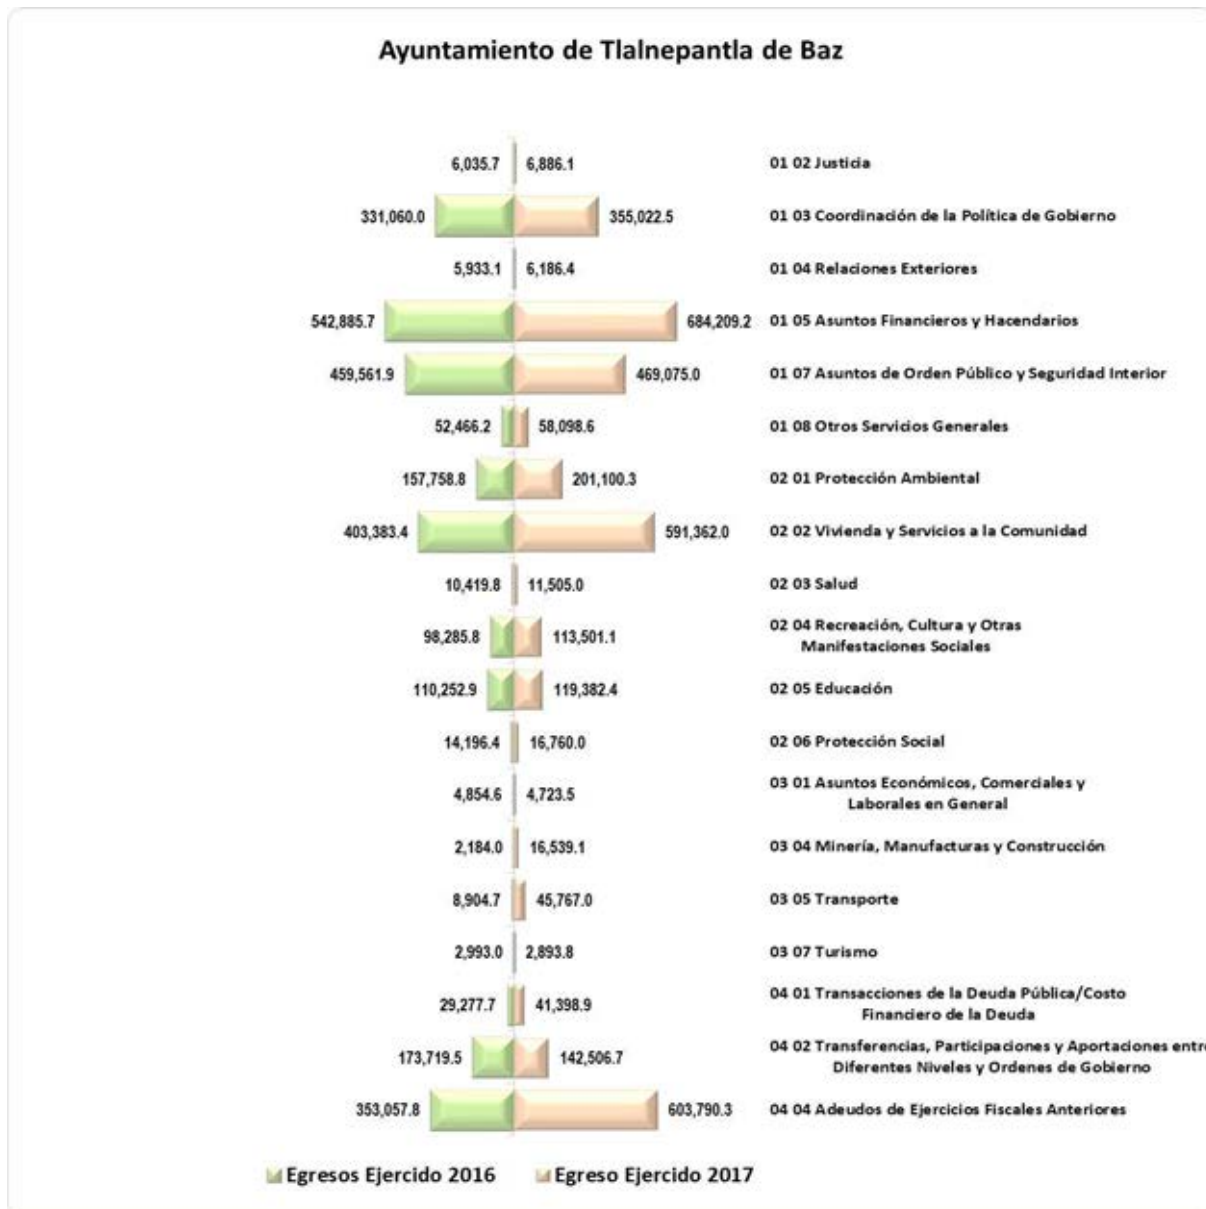 Ayuntamiento de Tlalnepantla de Baz
6,035.7 6,886.1 01 02 Justicia
331,060.0 355,022.5 01 03 Coordinación de la Política de Gobierno
5,933.1 6,186.4 01 04 Relaciones Exteriores
542,885.7 684,209.2 01 05 Asuntos Financieros y Hacendarios
459,561.9 469,075.0 01 07 Asuntos de Orden Público y Seguridad Interior
52,466.2 58,098.6 01 08 Otros Servicios Generales
157,758.8 201,100.3 02 01 Protección Ambiental
403,383.4 591,362.0 02 02 Vivienda y Servicios a la Comunidad
10,419.8 11,505.0 02 03 Salud
98,285.8 113,501.1 02 04 Recreación, Cultura y Otras
Manifestaciones Sociales
110,252.9 119,382.4 02 05 Educación
14,196.4 16,760.0 02 06 Protección Social
4,854.6 4,723.5 03 01 Asuntos Económicos, Comerciales y
Laborales en General
2,184.0 16,539.1 03 04 Minería, Manufacturas y Construcción
8,904.7 45,767.0 03 05 Transporte
2,993.0 2,893.8 03 07 Turismo
29,277.7 41,398.9 04 01 Transacciones de la Deuda Pública/Costo
Financiero de la Deuda
173,719.5 142,506.7 04 02 Transferencias, Participaciones y Aportaciones entre
Diferentes Niveles y Ordenes de Gobierno
353,057.8 603,790.3 04 04 Adeudos de Ejercicios Fiscales Anteriores
Egresos Ejercido 2016 Egreso Ejercido 2017